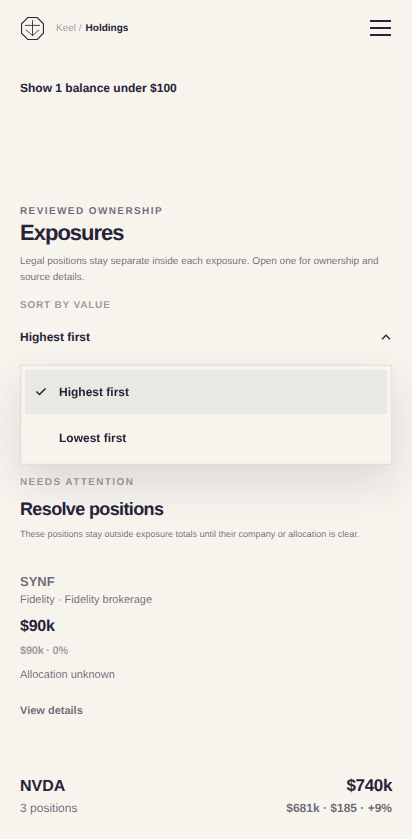 Keel / Holdings
Show 1 balance under $100
REVIEWED OWNERSHIP
Exposures
Legal positions stay separate inside each exposure. Open one for ownership and
source details.
SORT BY VALUE
Highest first
Highest first
Lowest first
NEEDS ATTENTION
Resolve positions
These positions stay outside exposure totals until their company or allocation is clear.
SYNF
Fidelity · Fidelity brokerage
$90k
$90k · 0%
Allocation unknown
View details
NVDA $740k
3 positions $681k · $185 · +9%